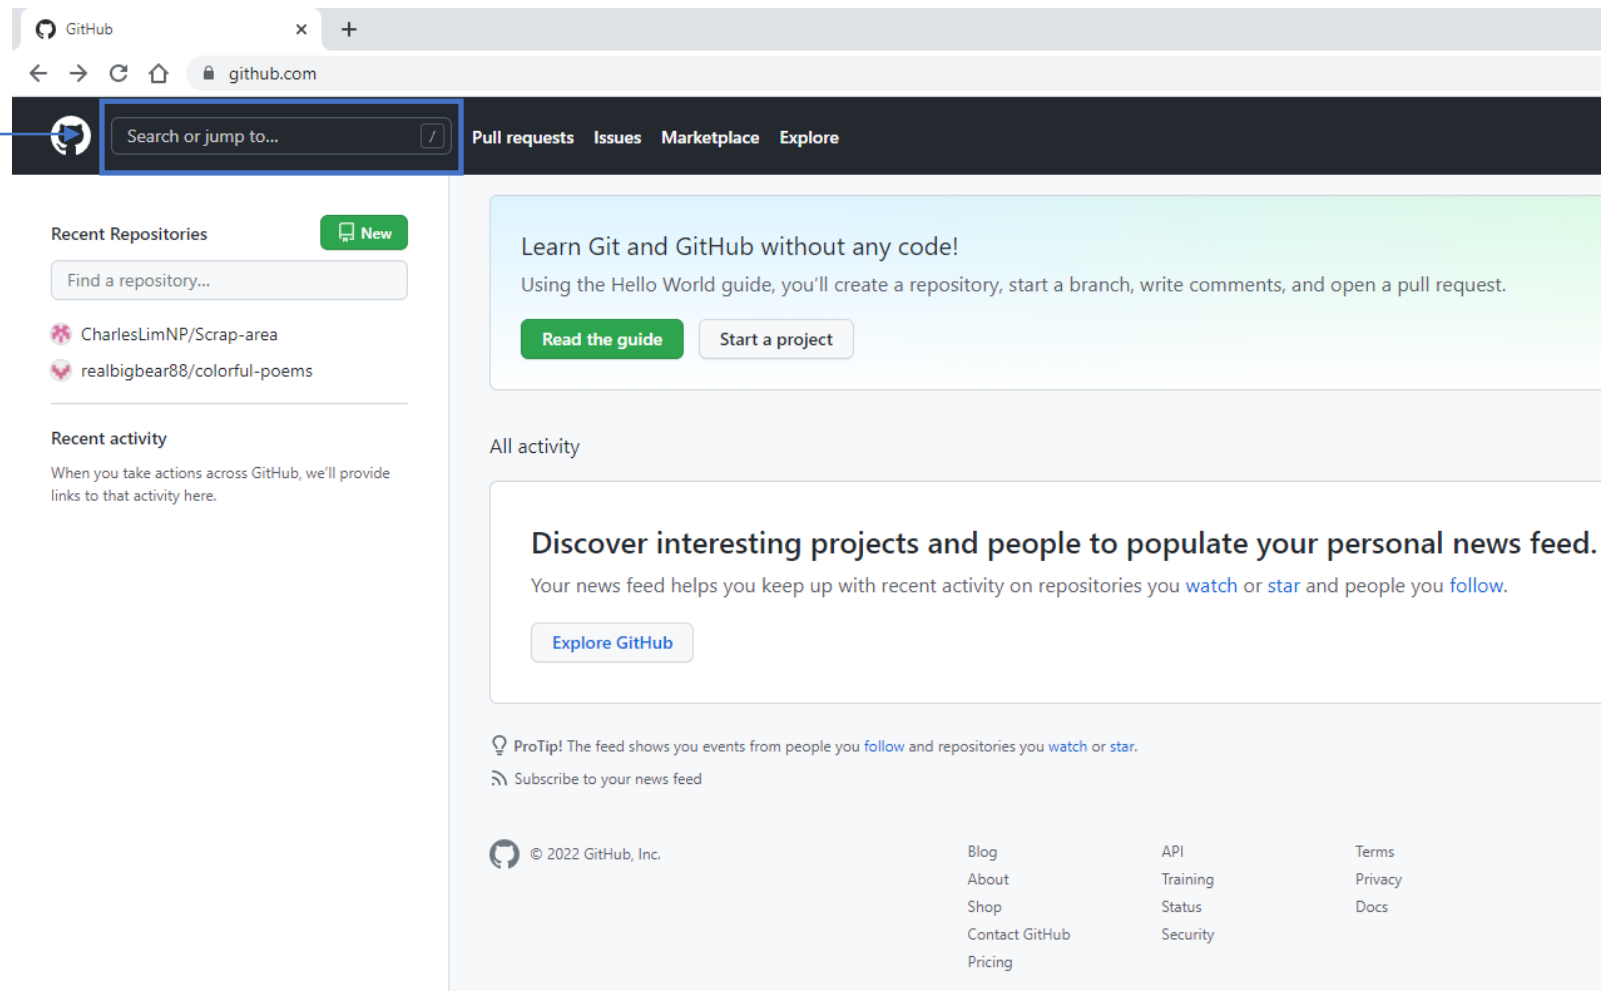 GitHub
github.com
Search or jump to... /
Pull requests Issues Marketplace Explore
Recent Repositories
New
Find a repository...
CharlesLimNP/Scrap-area
realbigbear88/colorful-poems
Recent activity
When you take actions across GitHub, we'll provide
links to that activity here.
Learn Git and GitHub without any code!
Using the Hello World guide, you'll create a repository, start a branch, write comments, and open a pull request.
Read the guide
Start a project
All activity
Discover interesting projects and people to populate your personal news feed.
Your news feed helps you keep up with recent activity on repositories you watch or star and people you follow.
Explore GitHub
ProTip! The feed shows you events from people you follow and repositories you watch or star.
Subscribe to your news feed
© 2022 GitHub, Inc.
Blog
About
Shop
Contact GitHub
Pricing
API
Training
Status
Security
Terms
Privacy
Docs